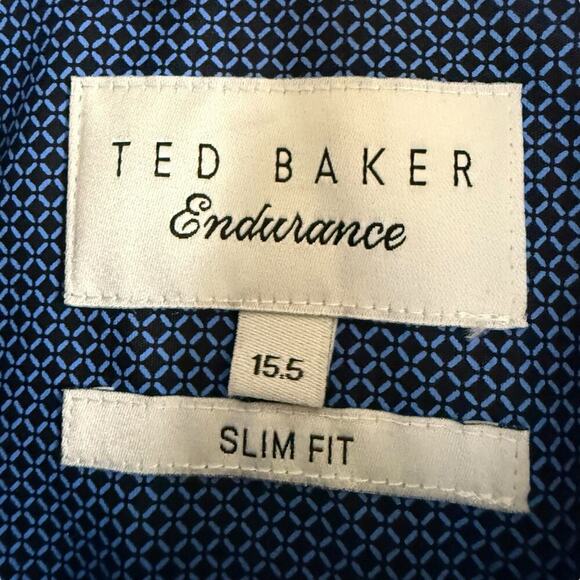 TED BAKER
Endurance
15.5
SLIM FIT